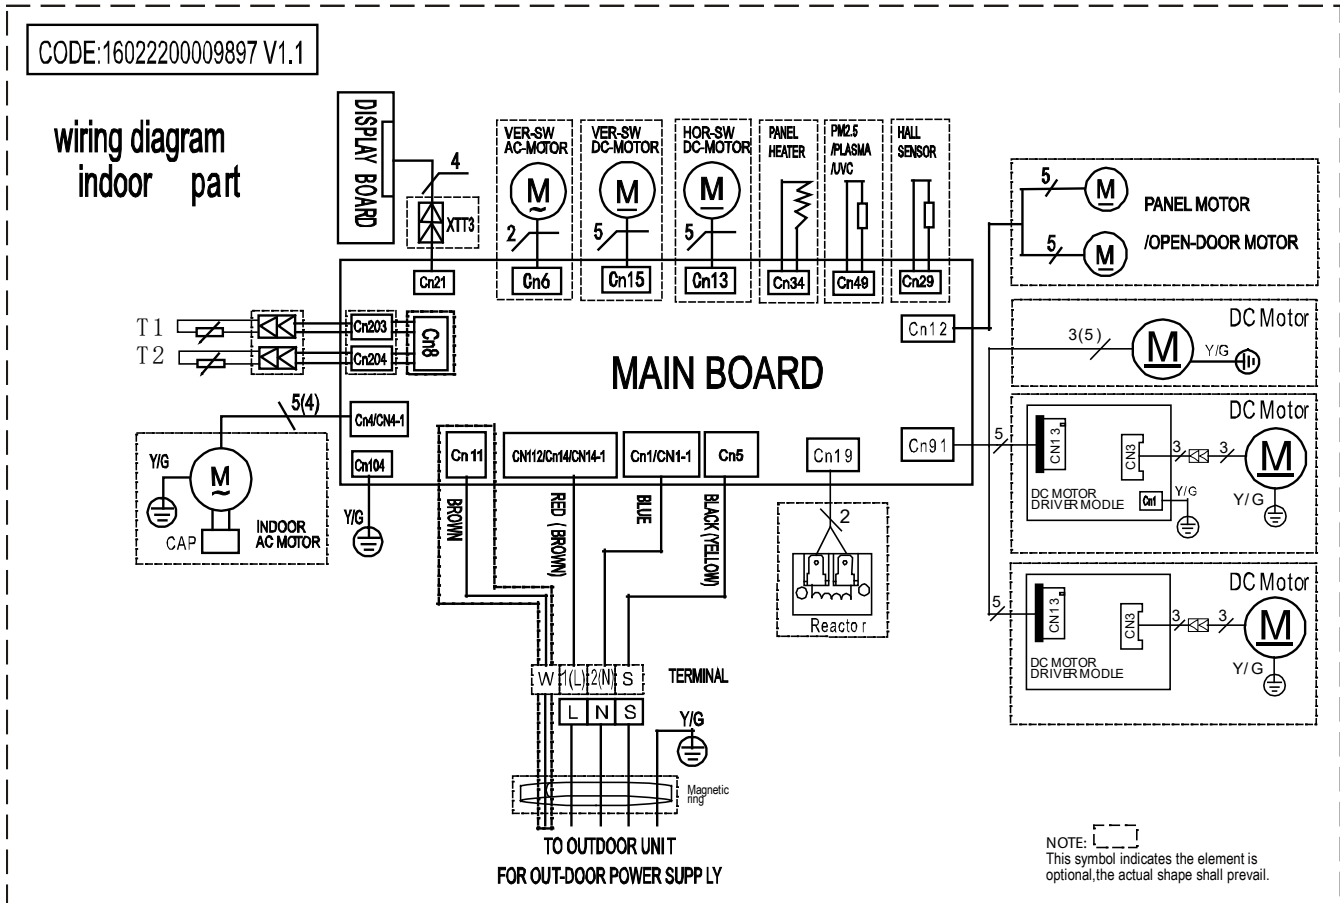 CODE:16022200009897 V1.1
wiring diagram
indoor part
DISPLAY BOARD
4
XTT3
Cn21
VER-SW
AC-MOTOR
M
~
2
Cn6
VER-SW
DC-MOTOR
M
5
Cn15
HOR-SW
DC-MOTOR
M
5
Cn13
PANEL
HEATER
Cn34
PM2.5
/PLASMA
/UVC
Cn49
HALL
SENSOR
Cn29
5
M
PANEL MOTOR
/OPEN-DOOR MOTOR
5
M
T1
T2
Cn203
Cn204
Cn8
MAIN BOARD
Cn12
DC Motor
3(5)
M
Y/G
5(4)
Cn4/CN4-1
Cn104
Y/G
Y/G
M
~
CAP
INDOOR
AC MOTOR
Cn11
CN112/Cn14/CN14-1
Cn1/CN1-1
Cn5
Cn19
Cn91
BROWN
RED (BROWN)
BLUE
BLACK(YELLOW)
2
Reactor
DC Motor
5
CN13
CN3
3
3
M
DC MOTOR
DRIVER MODLE
Cn1
Y/G
Y/G
DC Motor
5
CN13
CN3
3
3
M
DC MOTOR
DRIVER MODLE
Y/G
W 1(L) 2(N) S
TERMINAL
L N S
Y/G
Magnetic
ring
TO OUTDOOR UNIT
FOR OUT-DOOR POWER SUPPLY
NOTE:
This symbol indicates the element is
optional,the actual shape shall prevail.